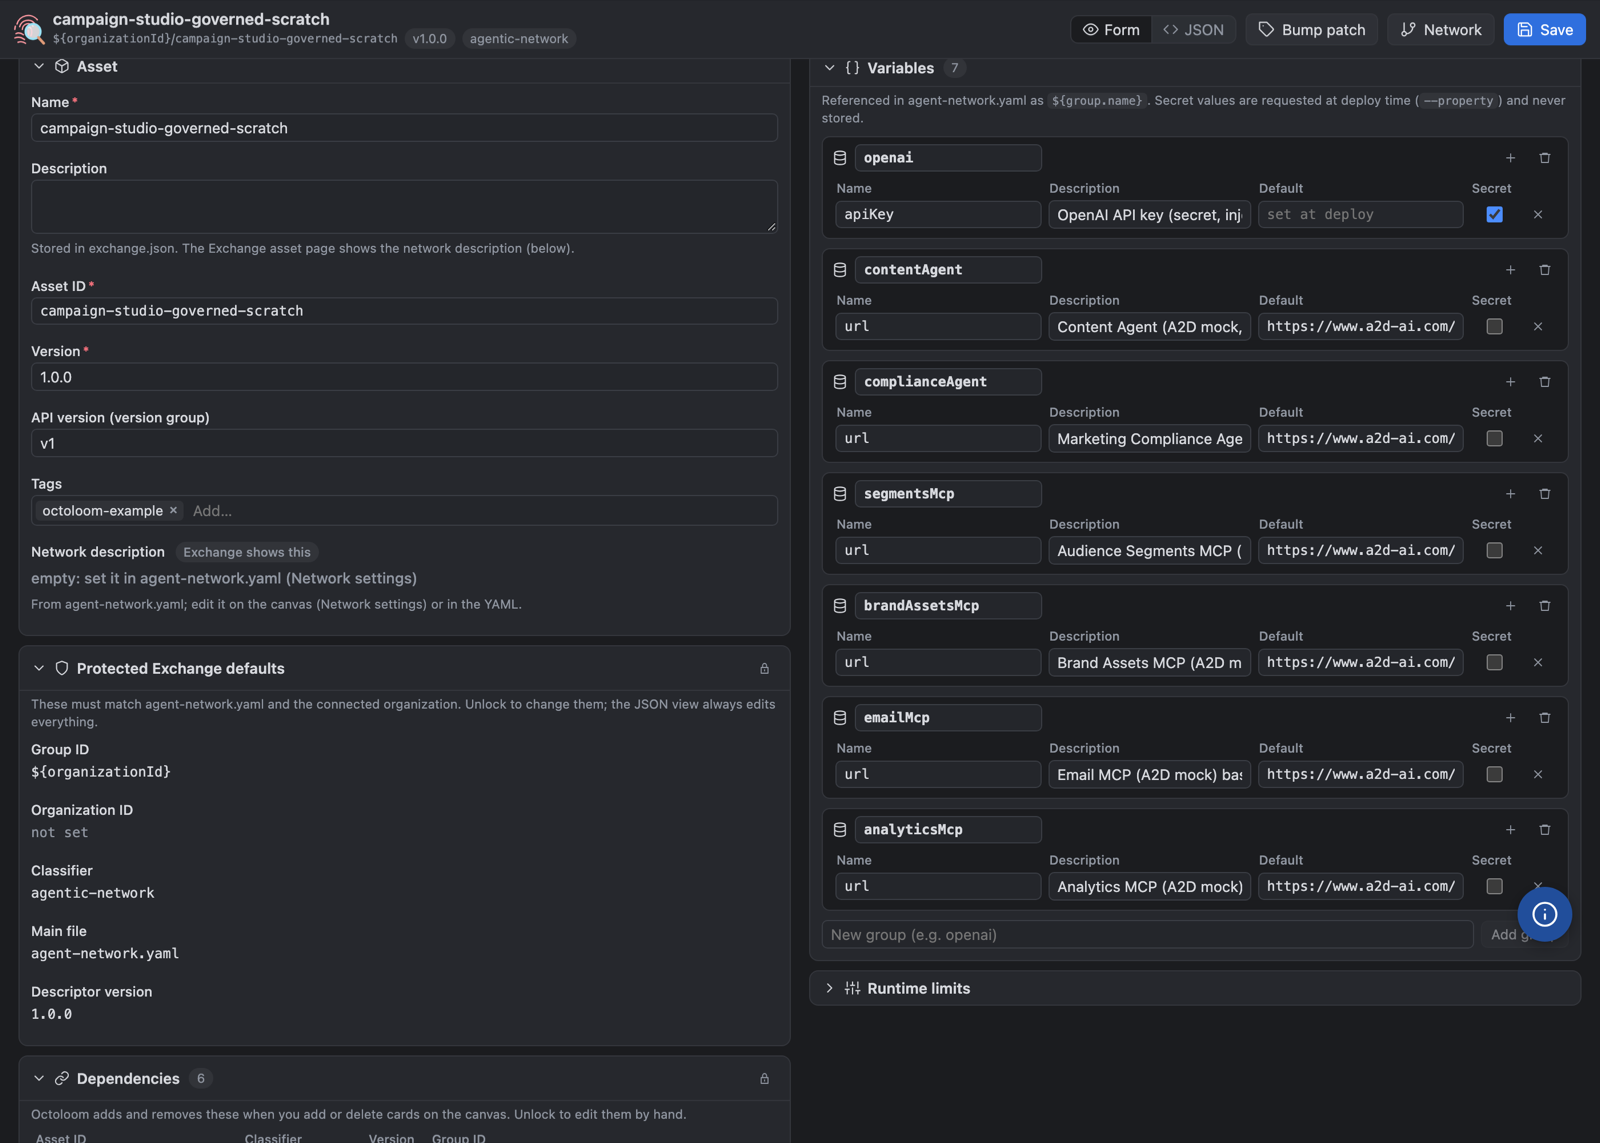 campaign-studio-governed-scratch
${organizationId}/campaign-studio-governed-scratch v1.0.0 agentic-network
Form JSON Bump patch Network Save
Asset
Name*
campaign-studio-governed-scratch
Description
Stored in exchange.json. The Exchange asset page shows the network description (below).
Asset ID*
campaign-studio-governed-scratch
Version*
1.0.0
API version (version group)
v1
Tags
octoloom-example × Add...
Network description Exchange shows this
empty: set it in agent-network.yaml (Network settings)
From agent-network.yaml; edit it on the canvas (Network settings) or in the YAML.
Protected Exchange defaults
These must match agent-network.yaml and the connected organization. Unlock to change them; the JSON view always edits
everything.
Group ID
${organizationId}
Organization ID
not set
Classifier
agentic-network
Main file
agent-network.yaml
Descriptor version
1.0.0
Dependencies 6
Octoloom adds and removes these when you add or delete cards on the canvas. Unlock to edit them by hand.
Asset ID Classifier Version Group ID
{} Variables 7
Referenced in agent-network.yaml as ${group.name}. Secret values are requested at deploy time (--property) and never
stored.
openai
Name Description Default Secret
apiKey OpenAI API key (secret, inj set at deploy
contentAgent
Name Description Default Secret
url Content Agent (A2D mock, https://www.a2d-ai.com/
complianceAgent
Name Description Default Secret
url Marketing Compliance Age https://www.a2d-ai.com/
segmentsMcp
Name Description Default Secret
url Audience Segments MCP ( https://www.a2d-ai.com/
brandAssetsMcp
Name Description Default Secret
url Brand Assets MCP (A2D m https://www.a2d-ai.com/
emailMcp
Name Description Default Secret
url Email MCP (A2D mock) bas https://www.a2d-ai.com/
analyticsMcp
Name Description Default Secret
url Analytics MCP (A2D mock) https://www.a2d-ai.com/
New group (e.g. openai) Add
Runtime limits